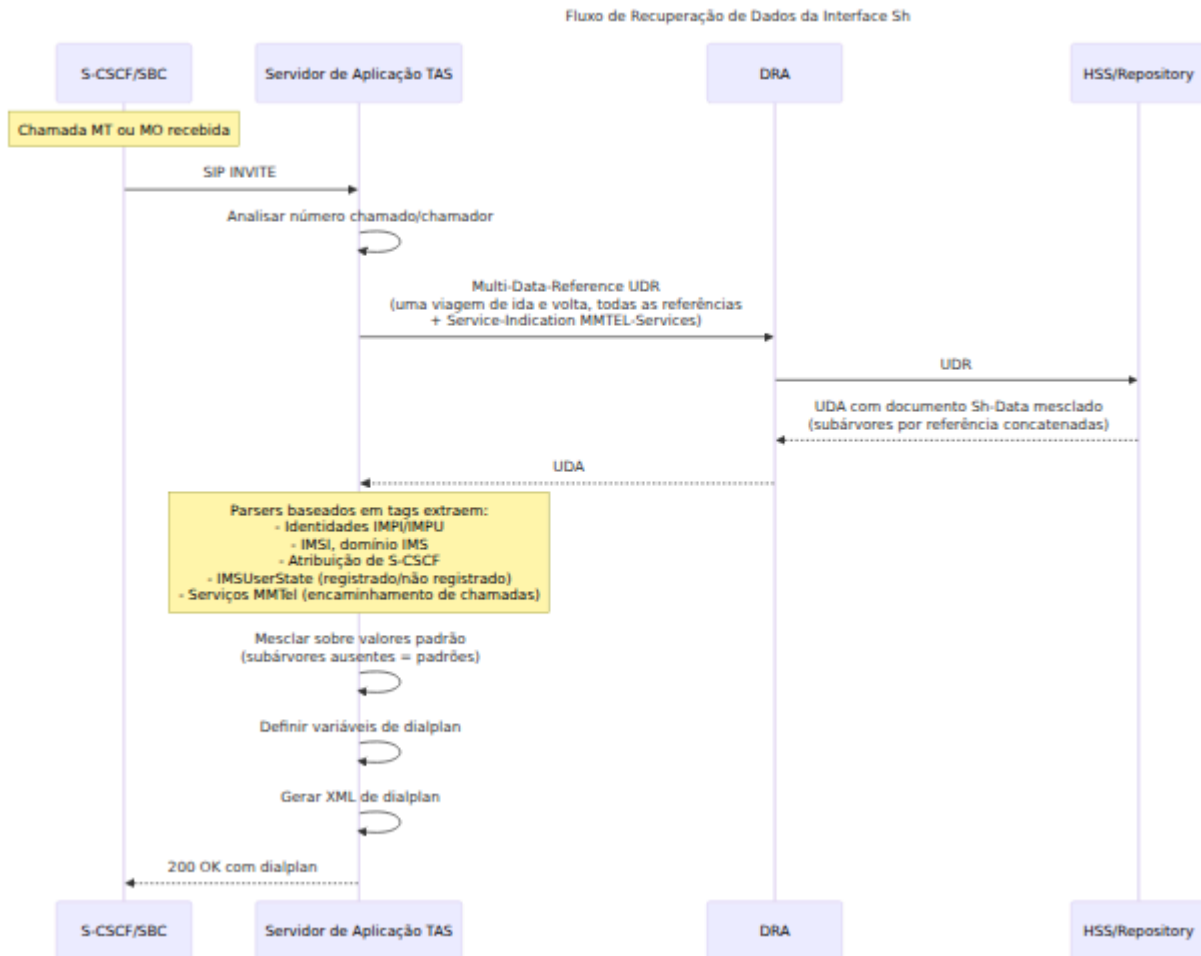 Fluxo de Recuperação de Dados da Interface Sh
S-CSCF/SBC
Servidor de Aplicação TAS
DRA
HSS/Repository
Chamada MT ou MO recebida
SIP INVITE
Analisar número chamado/chamador
Multi-Data-Reference UDR
(uma viagem de ida e volta, todas as referências
+ Service-Indication MMTEL-Services)
UDR
UDA com documento Sh-Data mesclado
(subárvores por referência concatenadas)
UDA
Parsers baseados em tags extraem:
- Identidades IMPI/IMPU
- IMSI, domínio IMS
- Atribuição de S-CSCF
- IMSUserState (registrado/não registrado)
- Serviços MMTel (encaminhamento de chamadas)
Mesclar sobre valores padrão
(subárvores ausentes = padrões)
Definir variáveis de dialplan
Gerar XML de dialplan
200 OK com dialplan
S-CSCF/SBC
Servidor de Aplicação TAS
DRA
HSS/Repository